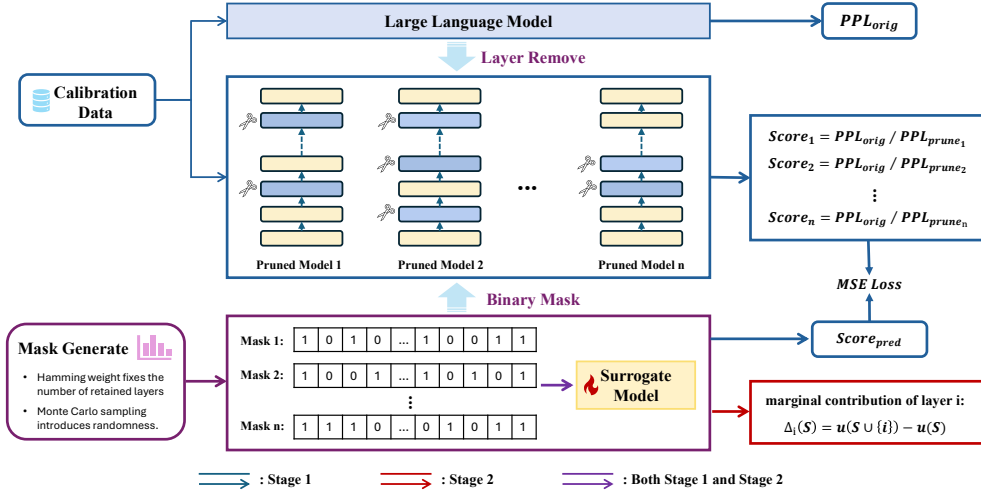 Large Language Model
PPL_orig
Layer Remove
Calibration
Data
Pruned Model 1
Pruned Model 2
...
Pruned Model n
Score_1 = PPL_orig / PPL_prune_1
Score_2 = PPL_orig / PPL_prune_2
⋮
Score_n = PPL_orig / PPL_prune_n
MSE Loss
Score_pred
Binary Mask
Mask Generate
• Hamming weight fixes the
number of retained layers
• Monte Carlo sampling
introduces randomness.
Mask 1: 1 0 1 0 ... 1 0 0 1 1
Mask 2: 1 0 0 1 ... 1 0 1 0 1
⋮
Mask n: 1 1 1 0 ... 0 1 0 1 1
Surrogate
Model
marginal contribution of layer i:
Δ_i(S) = u(S ∪ {i}) − u(S)
: Stage 1
: Stage 2
: Both Stage 1 and Stage 2